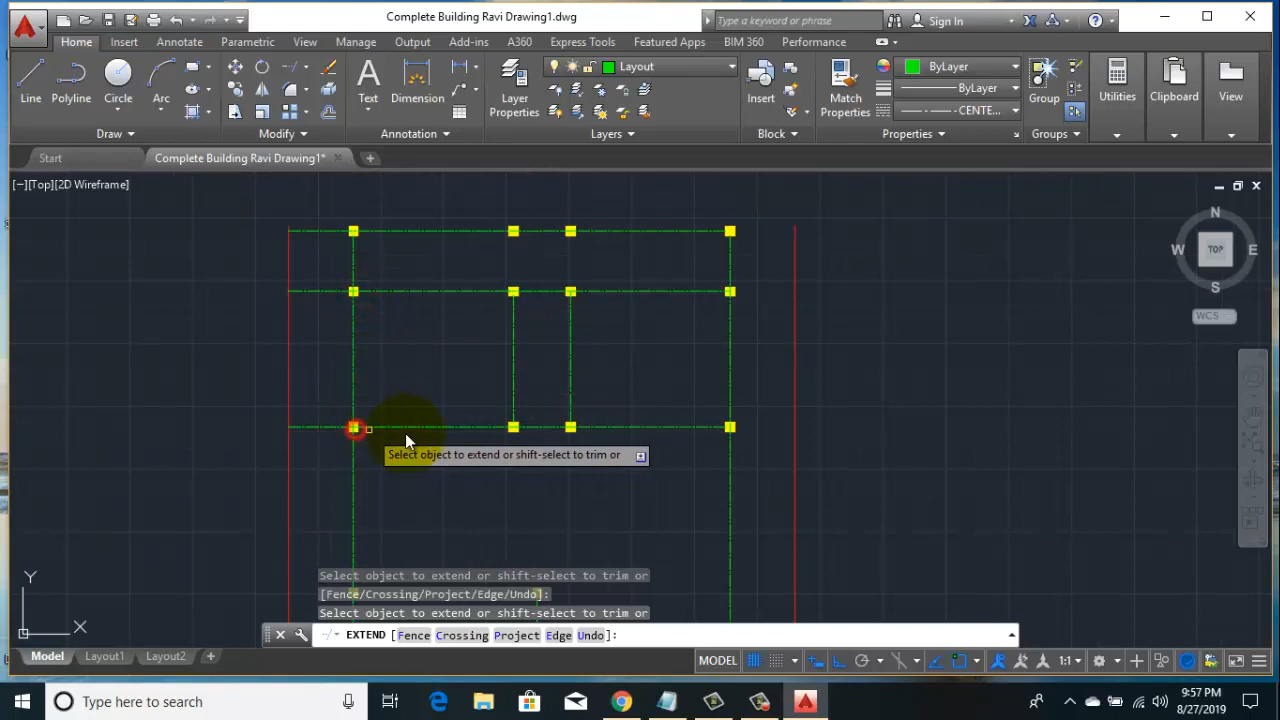 Complete Building Ravi Drawing1.dwg
Type a keyword or phrase
Sign In
Home Insert Annotate Parametric View Manage Output Add-ins A360 Express Tools Featured Apps BIM 360 Performance
Layout
ByLayer
ByLayer
CENTE...
Line Polyline Circle Arc Text Dimension Layer Properties Insert Match Properties Group Utilities Clipboard View
Draw Modify Annotation Layers Block Properties Groups
Start Complete Building Ravi Drawing1*
[−][Top][2D Wireframe]
N
W TOP E
S
WCS
Select object to extend or shift-select to trim or
Y
X
Select object to extend or shift-select to trim or
[Fence/Crossing/Project/Edge/Undo]:
Select object to extend or shift-select to trim or
EXTEND [Fence Crossing Project Edge Undo]:
Model Layout1 Layout2 +
MODEL 1:1
Type here to search
9:57 PM
8/27/2019